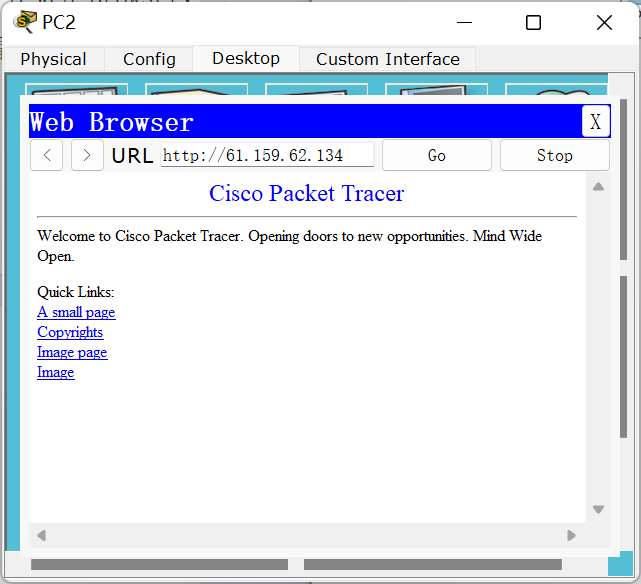 PC2
Physical Config Desktop Custom Interface
Web Browser X
< > URL http://61.159.62.134 Go Stop
Cisco Packet Tracer
Welcome to Cisco Packet Tracer. Opening doors to new opportunities. Mind Wide
Open.
Quick Links:
A small page
Copyrights
Image page
Image